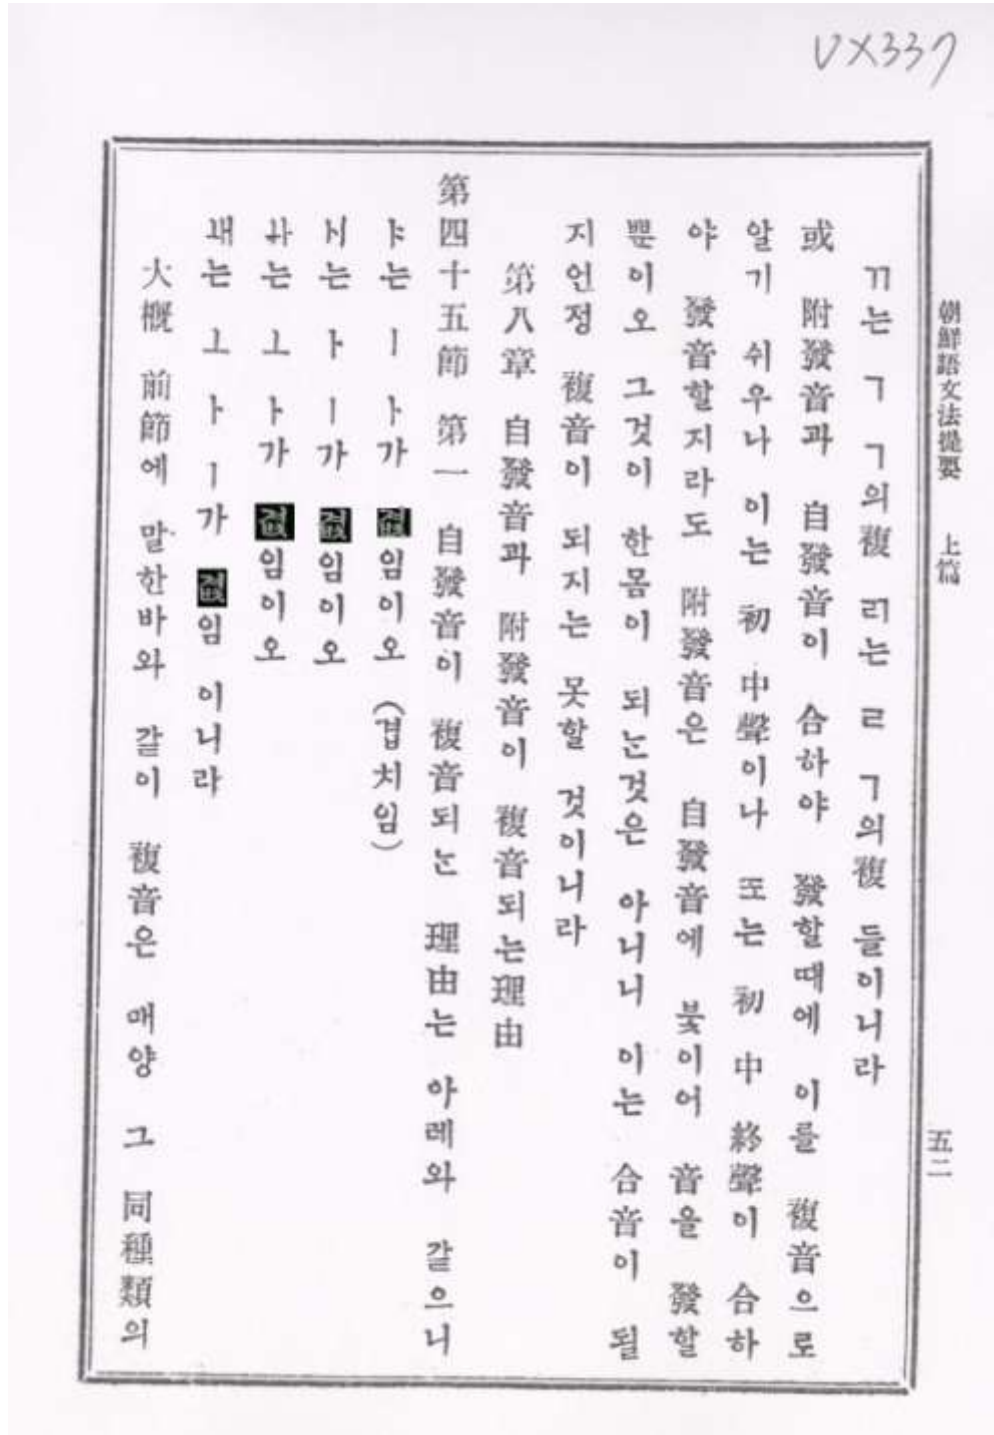 UX337
朝鮮語文法提要 上篇 五二
ㄲ는 ㄱ ㄱ의複 ㄺ는 ㄹ ㄱ의複 들이니라
或 附發音과 自發音이 合하야 發할때에 이를 複音으로
알기 쉬우나 이는 初 中聲이나 또는 初 中 終聲이 合하
야 發音할지라도 附發音은 自發音에 붗이어 音을 發할
뿐이오 그것이 한몸이 되는것은 아니니 이는 合音이 될
지언정 複音이 되지는 못할 것이니라
第八章 自發音과 附發音이 複音되는理由
第四十五節 第一 自發音이 複音되는 理由는 아레와 같으니
ㅑ는 ㅣㅏ가 임이오 (겹치임)
ㅐ는 ㅏㅣ가 임이오
ㅘ는 ㅗㅏ가 임이오
ㅙ는 ㅗㅏㅣ가 임 이니라
大槪 前節에 말한바와 같이 複音은 매양 그 同種類의